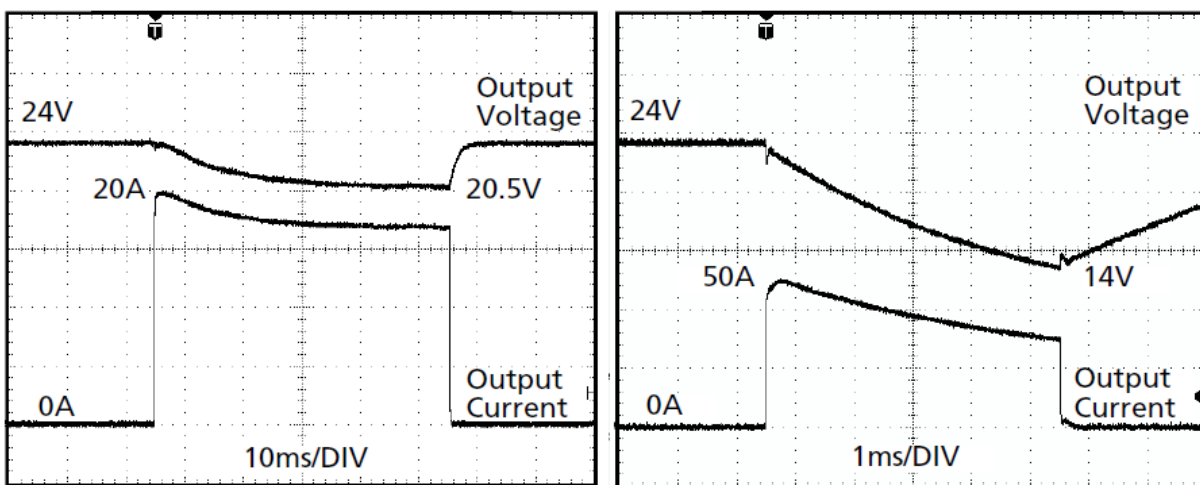 24V
Output
Voltage
20A
20.5V
0A
Output
Current
10ms/DIV
24V
Output
Voltage
50A
14V
0A
Output
Current
1ms/DIV